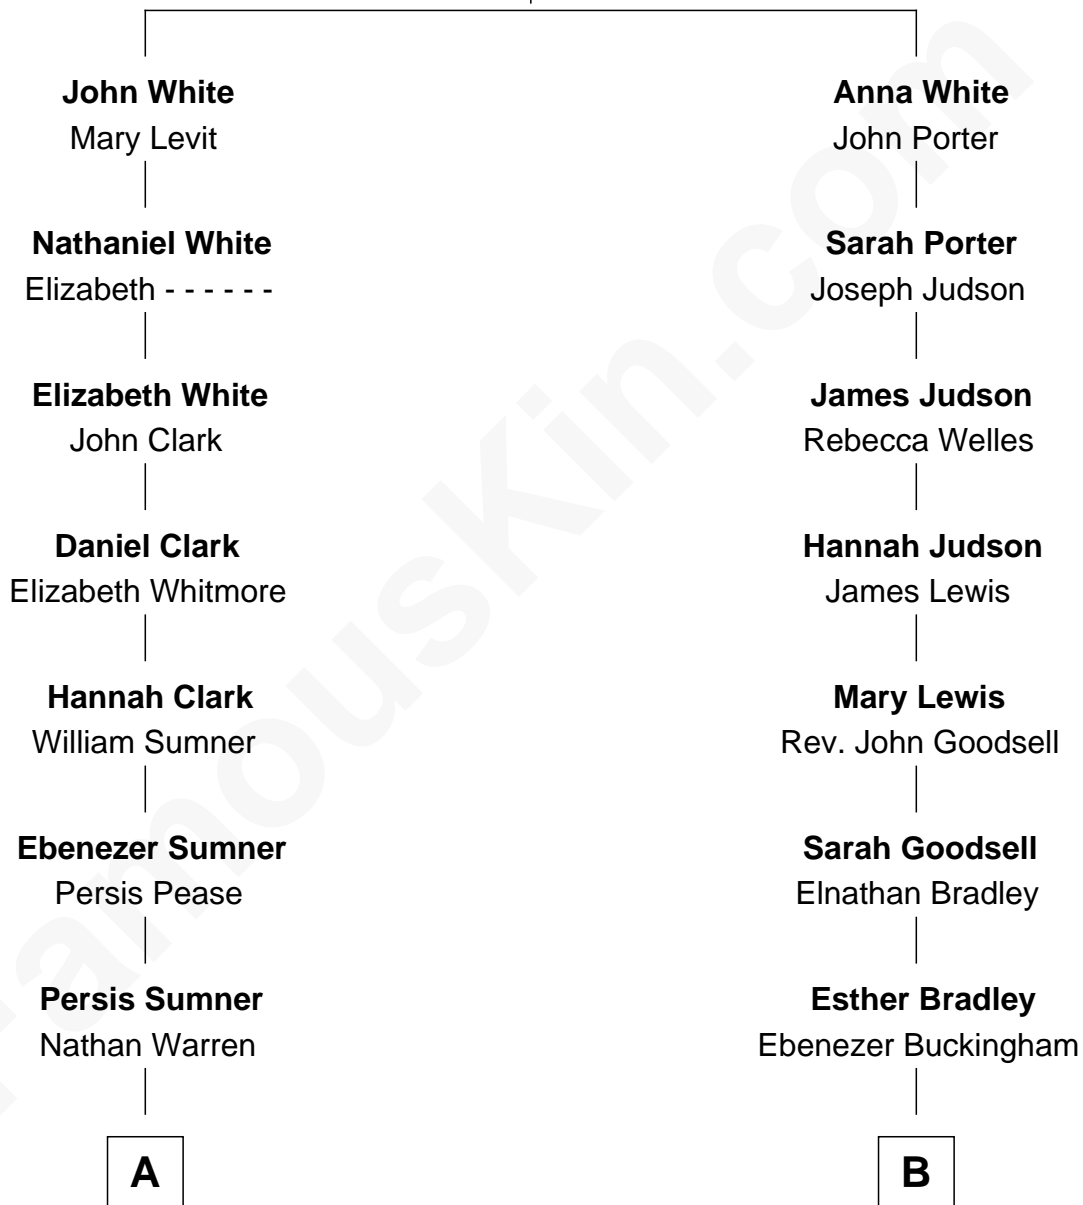 John White
Mary Levit
Nathaniel White
Elizabeth - - - - - -
Elizabeth White
John Clark
Daniel Clark
Elizabeth Whitmore
Hannah Clark
William Sumner
Ebenezer Sumner
Persis Pease
Persis Sumner
Nathan Warren
A
Anna White
John Porter
Sarah Porter
Joseph Judson
James Judson
Rebecca Welles
Hannah Judson
James Lewis
Mary Lewis
Rev. John Goodsell
Sarah Goodsell
Elnathan Bradley
Esther Bradley
Ebenezer Buckingham
B
FamousKin.com